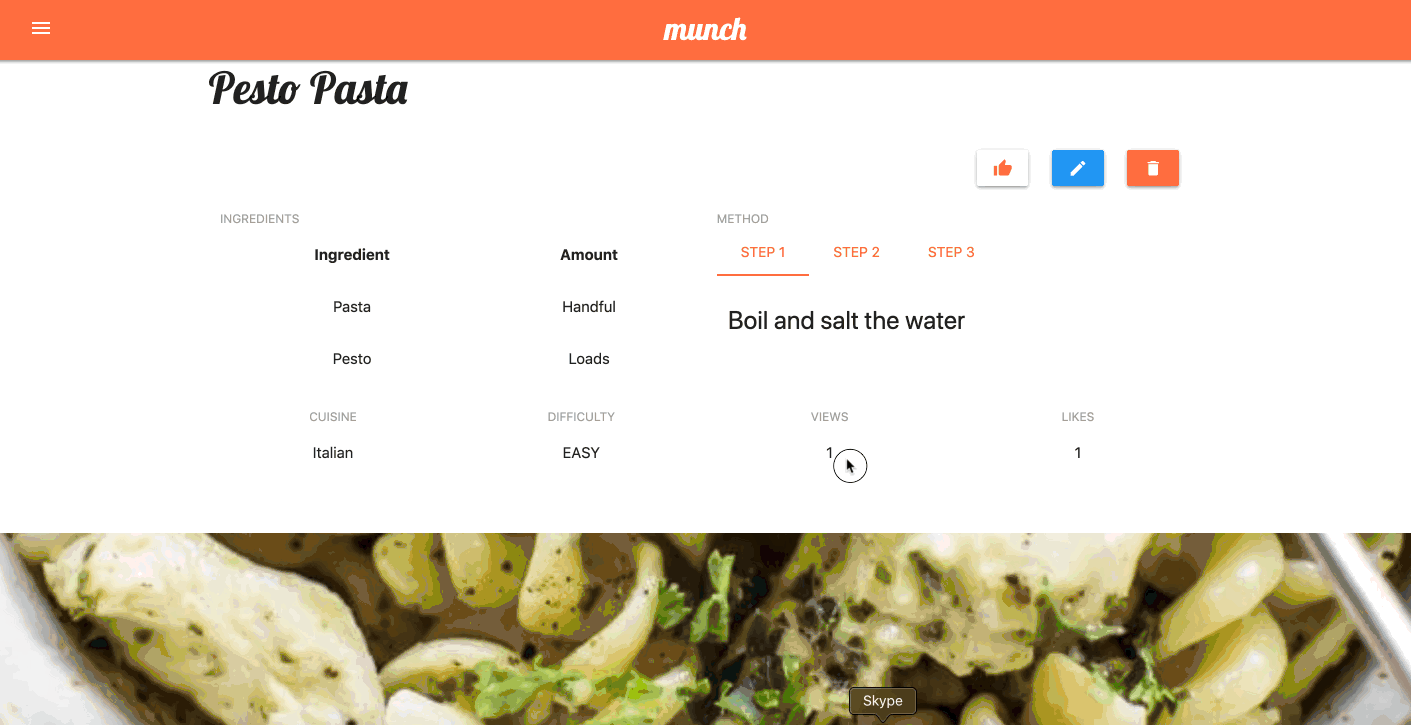 munch
Pesto Pasta
INGREDIENTS
Ingredient Amount
Pasta Handful
Pesto Loads
METHOD
STEP 1 STEP 2 STEP 3
Boil and salt the water
CUISINE DIFFICULTY VIEWS LIKES
Italian EASY 1 1
Skype